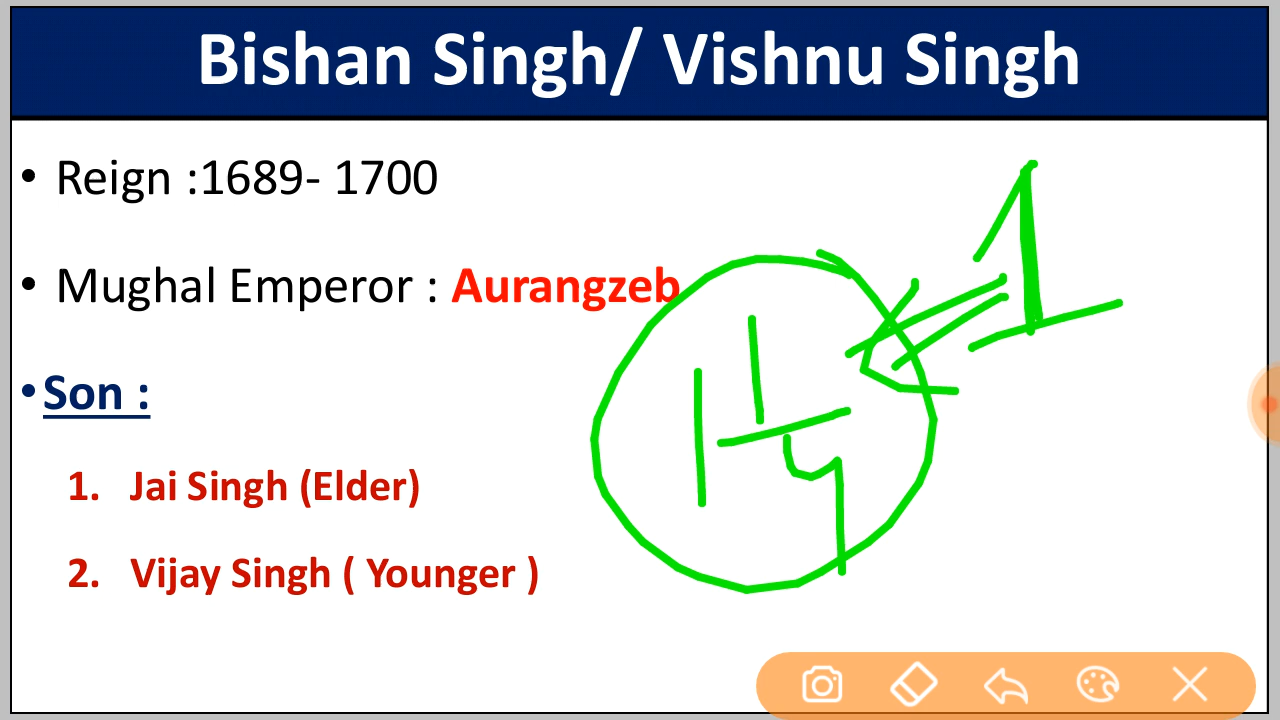 Bishan Singh/ Vishnu Singh
• Reign :1689- 1700
• Mughal Emperor : Aurangzeb
• Son :
1. Jai Singh (Elder)
2. Vijay Singh ( Younger )
1